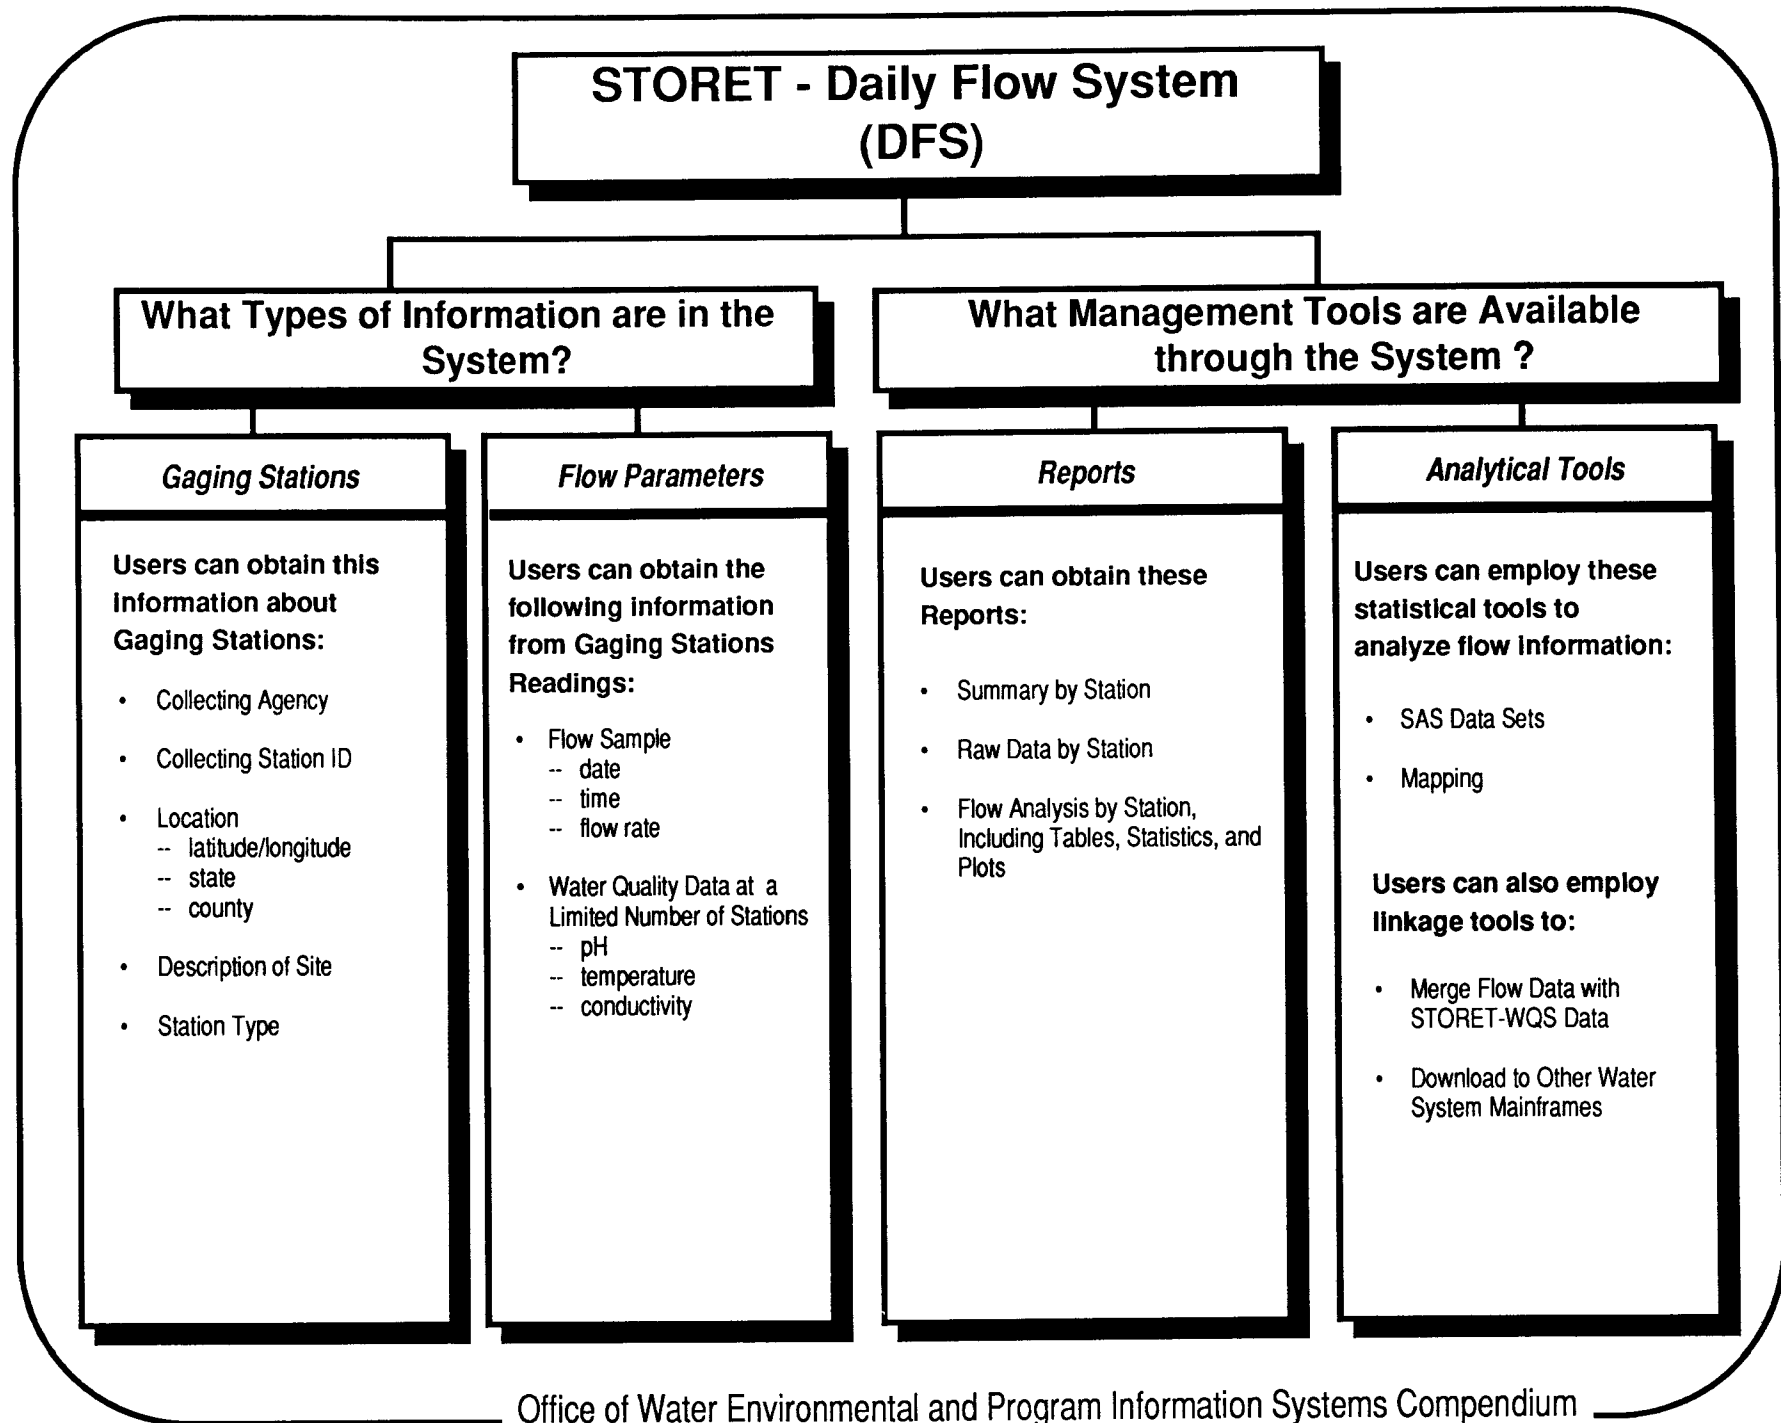 STORET - Daily Flow System
(DFS)
What Types of Information are in the
System?
What Management Tools are Available
through the System ?
Gaging Stations
Users can obtain this
Information about
Gaging Stations:
• Collecting Agency
• Collecting Station ID
• Location
-- latitude/longitude
-- state
-- county
• Description of Site
• Station Type
Flow Parameters
Users can obtain the
following information
from Gaging Stations
Readings:
• Flow Sample
-- date
-- time
-- flow rate
• Water Quality Data at a
Limited Number of Stations
-- pH
-- temperature
-- conductivity
Reports
Users can obtain these
Reports:
• Summary by Station
• Raw Data by Station
• Flow Analysis by Station,
Including Tables, Statistics, and
Plots
Analytical Tools
Users can employ these
statistical tools to
analyze flow information:
• SAS Data Sets
• Mapping
Users can also employ
linkage tools to:
• Merge Flow Data with
STORET-WQS Data
• Download to Other Water
System Mainframes
Office of Water Environmental and Program Information Systems Compendium